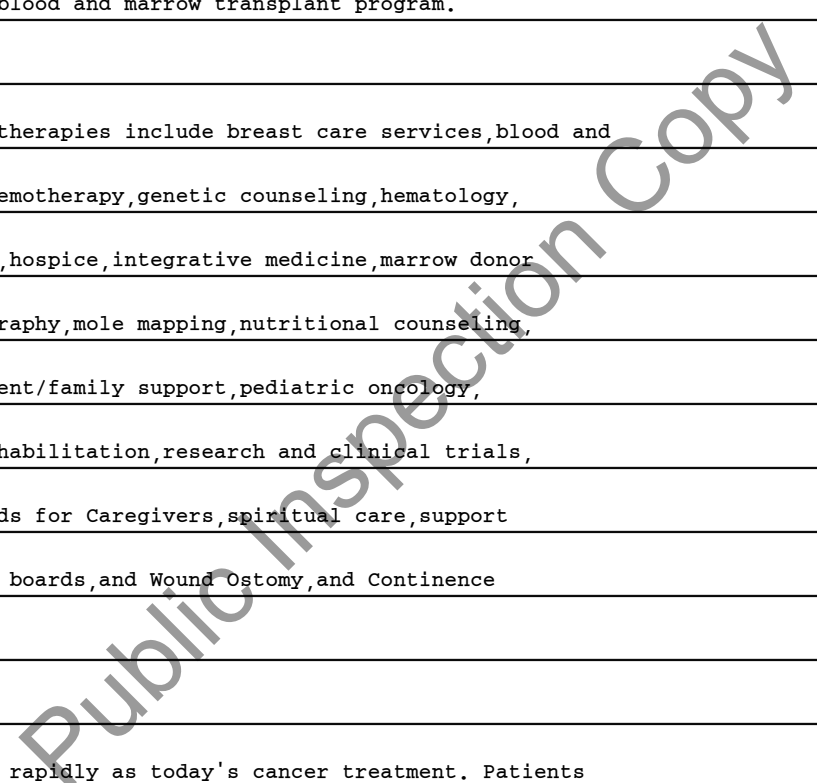 blood and marrow transplant program.
therapies include breast care services,blood and
emotherapy,genetic counseling,hematology,
,hospice,integrative medicine,marrow donor
raphy,mole mapping,nutritional counseling,
ent/family support,pediatric oncology,
habilitation,research and clinical trials,
ds for Caregivers,spiritual care,support
boards,and Wound Ostomy,and Continence
rapidly as today's cancer treatment. Patients
Public Inspection Copy